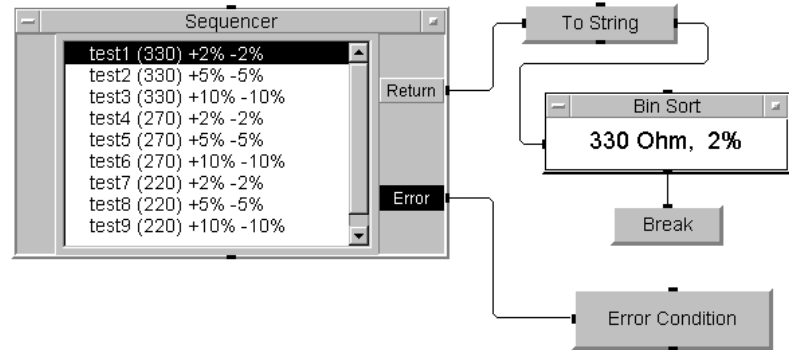 Sequencer
test1 (330) +2% -2%
test2 (330) +5% -5%
test3 (330) +10% -10%
test4 (270) +2% -2%
test5 (270) +5% -5%
test6 (270) +10% -10%
test7 (220) +2% -2%
test8 (220) +5% -5%
test9 (220) +10% -10%
Return
Error
To String
Bin Sort
330 Ohm, 2%
Break
Error Condition